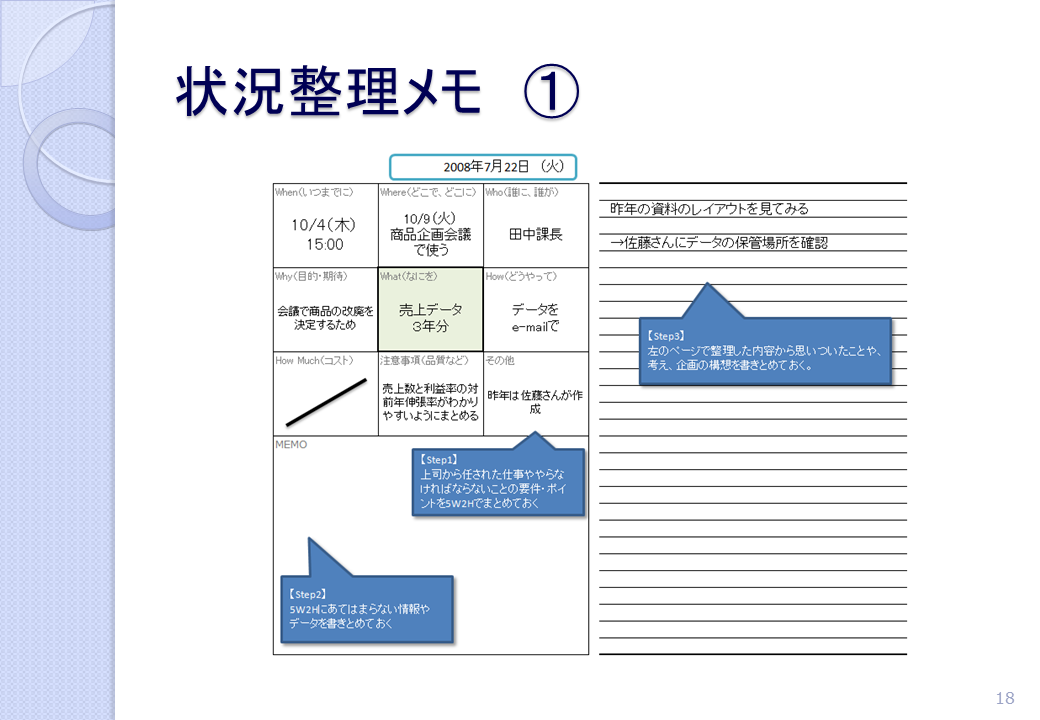 状況整理メモ　①
2008年7月22日　（火）
When（いつまでに）
10/4（木）
15:00
Where（どこで、どこに）
10/9（火）
商品企画会議
で使う
Who（誰に、誰が）
田中課長
Why（目的・期待）
会議で商品の改廃を
決定するため
What（なにを）
売上データ
３年分
How（どうやって）
データを
e-mailで
How Much（コスト）
注意事項（品質など）
売上数と利益率の対
前年伸張率がわかり
やすいようにまとめる
その他
昨年は佐藤さんが作
成
MEMO
【Step1】
上司から任された仕事ややらな
ければならないことの要件・ポイ
ントを5W2Hでまとめておく
【Step2】
5W2Hにあてはまらない情報や
データを書きとめておく
昨年の資料のレイアウトを見てみる
→佐藤さんにデータの保管場所を確認
【Step3】
左のページで整理した内容から思いついたことや、
考え、企画の構想を書きとめておく。
18